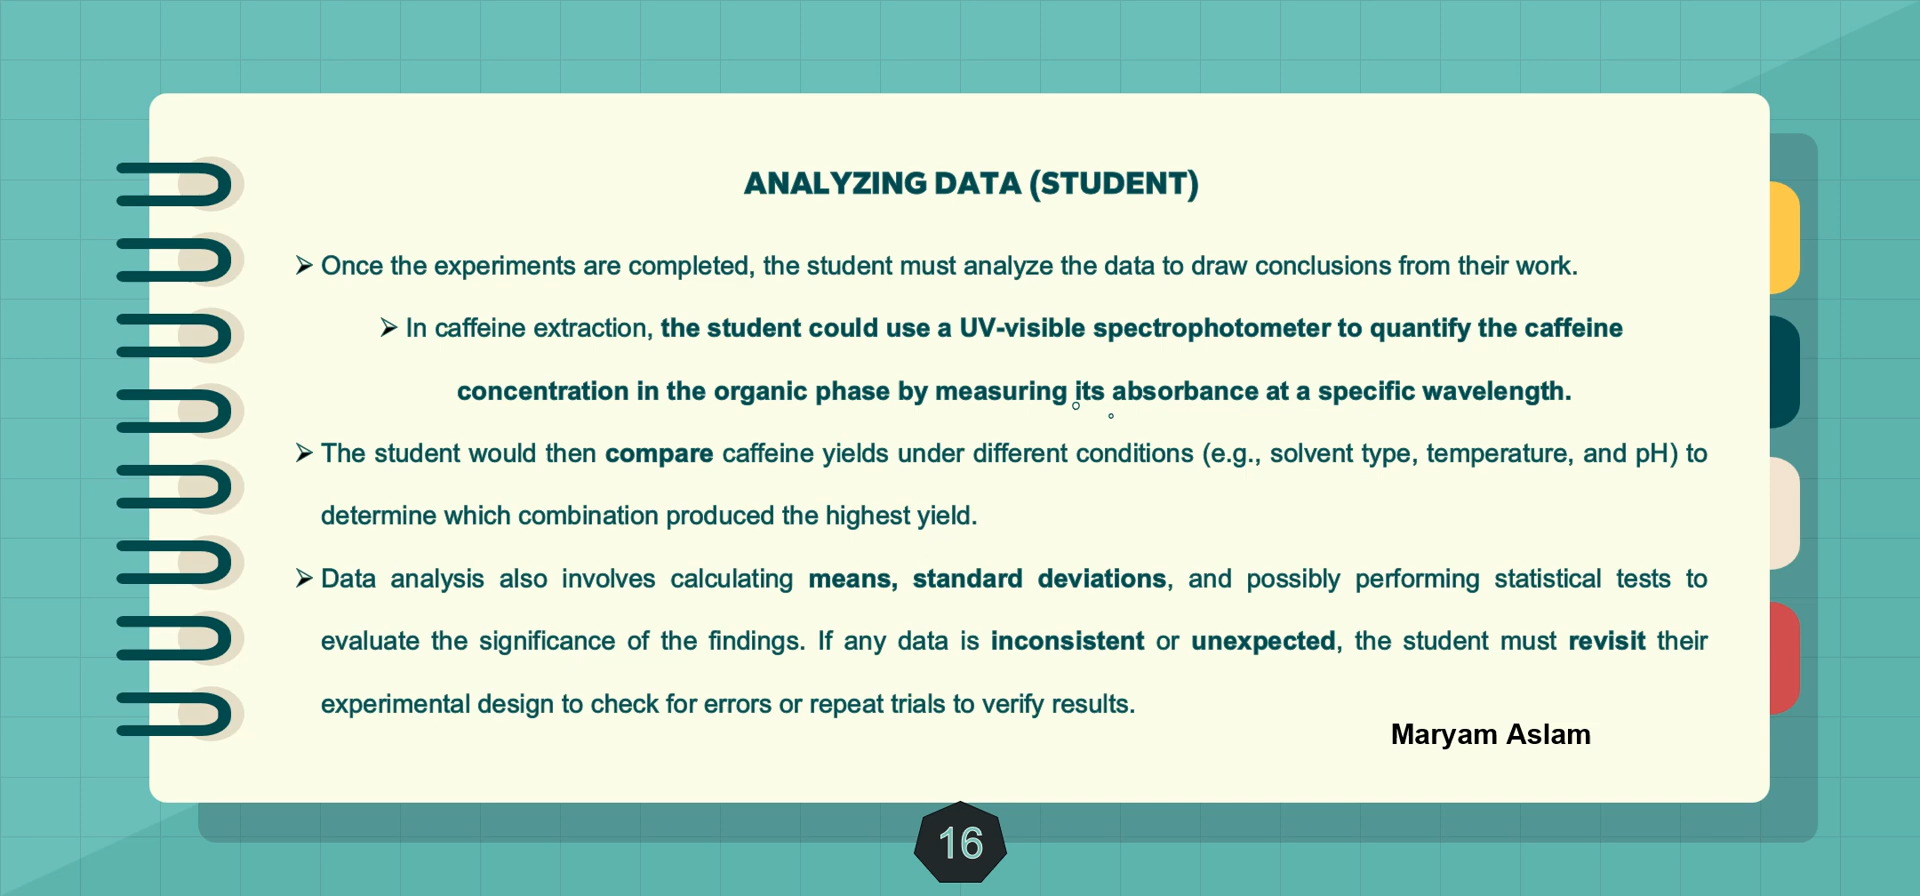 ANALYZING DATA (STUDENT)
➢ Once the experiments are completed, the student must analyze the data to draw conclusions from their work.
➢ In caffeine extraction, the student could use a UV-visible spectrophotometer to quantify the caffeine
concentration in the organic phase by measuring its absorbance at a specific wavelength.
➢ The student would then compare caffeine yields under different conditions (e.g., solvent type, temperature, and pH) to
determine which combination produced the highest yield.
➢ Data analysis also involves calculating means, standard deviations, and possibly performing statistical tests to
evaluate the significance of the findings. If any data is inconsistent or unexpected, the student must revisit their
experimental design to check for errors or repeat trials to verify results.
Maryam Aslam
16